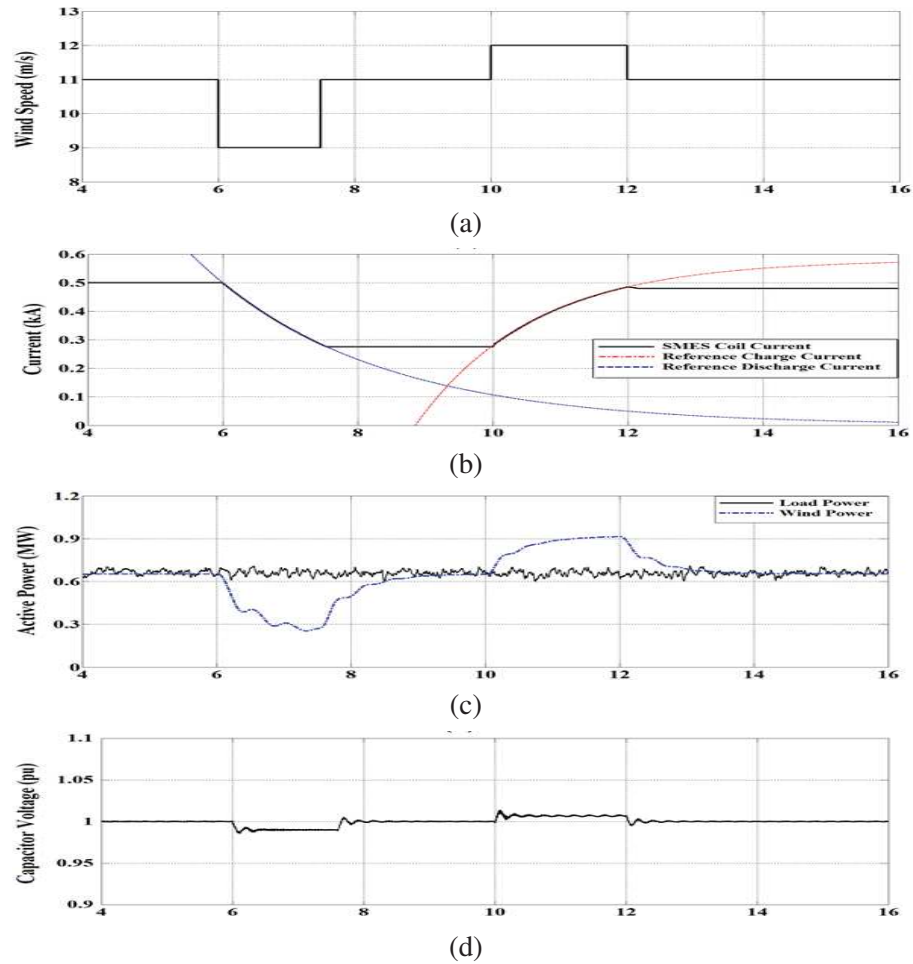 13
12
11
10
9
8
Wind Speed (m/s)
4 6 8 10 12 14 16
(a)
0.6
0.5
0.4
0.3
0.2
0.1
0
Current (kA)
SMES Coil Current
Reference Charge Current
Reference Discharge Current
4 6 8 10 12 14 16
(b)
1.2
0.9
0.6
0.3
0
Active Power (MW)
Load Power
Wind Power
4 6 8 10 12 14 16
(c)
1.1
1.05
1
0.95
0.9
Capacitor Voltage (pu)
4 6 8 10 12 14 16
(d)